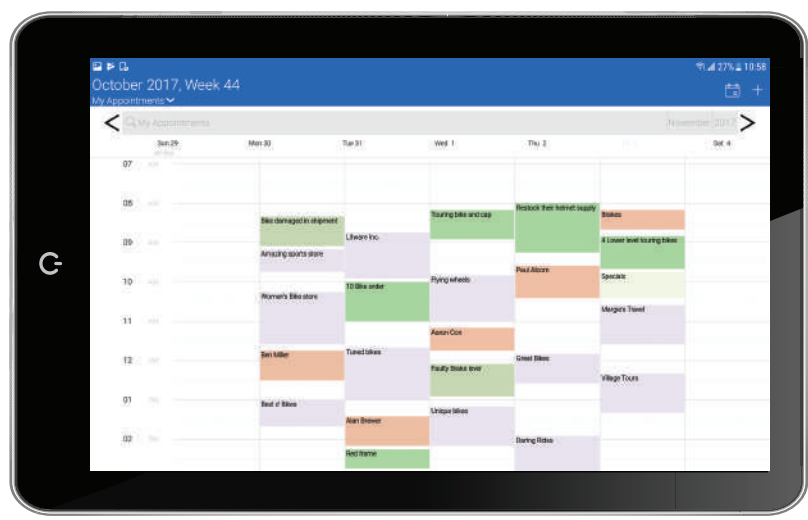 27% 10:58
October 2017, Week 44
My Appointments
My Appointments
November 2017
Sun 29 Mon 30 Tue 31 Wed 1 Thu 2 Sat 4
07
08
Restock their helmet supply
Touring bike and cap
Brakes
Bike damaged in shipment
Litware Inc.
4 Lower level touring bikes
09
Amazing sports store
Paul Alcorn
Specials
Flying wheels
10
10 Bike order
Women's Bike store
Margie's Travel
11
Aaron Con
Tuned bikes
Ben Miller
Great Bikes
12
Faulty Brake lever
Village Tours
01
Best o' Bikes
Unique bikes
Alan Brewer
02
Daring Rides
Red frame